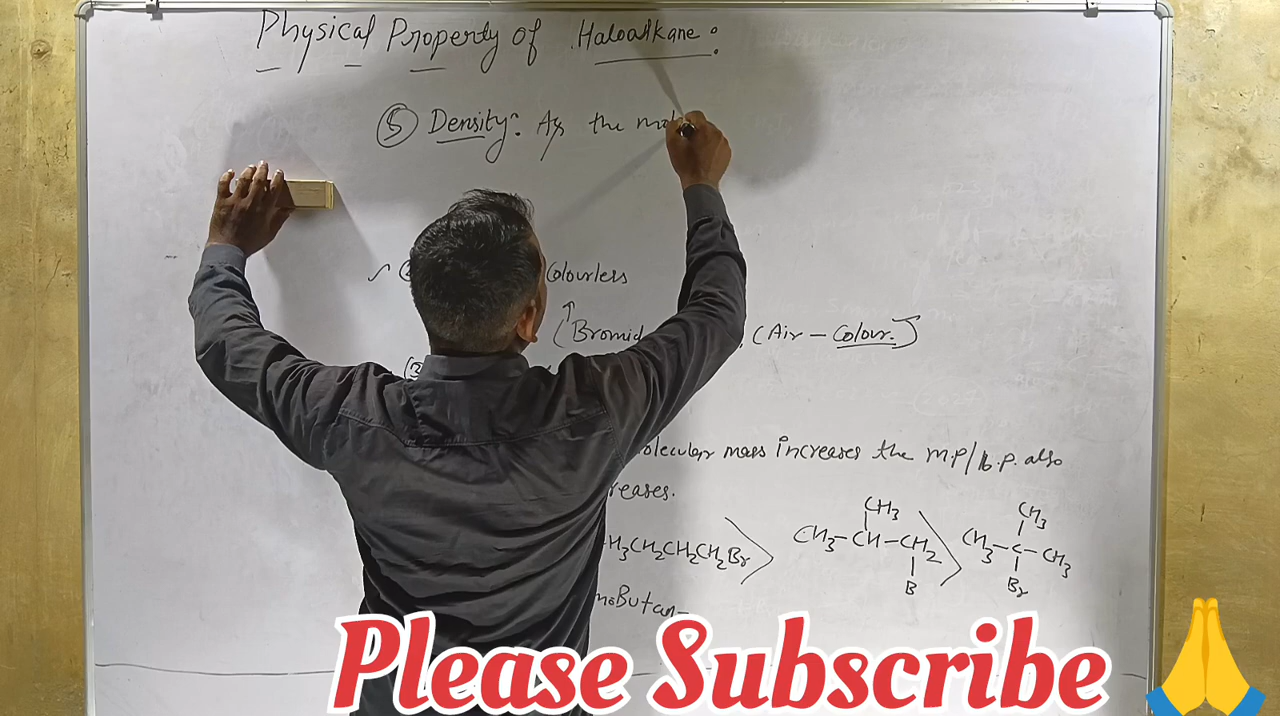 Physical Property of Haloalkane:
⑤ Density: As the mol
Colourless
↑
(Bromid (Air - Colour.)
(3
olecular mass increases the m.p/b.p. also
reases.
CH3 CH3
H3CH2CH2CH2Br > CH3-CH-CH2 > CH3-C-CH3
B Br
moButan-
Please Subscribe